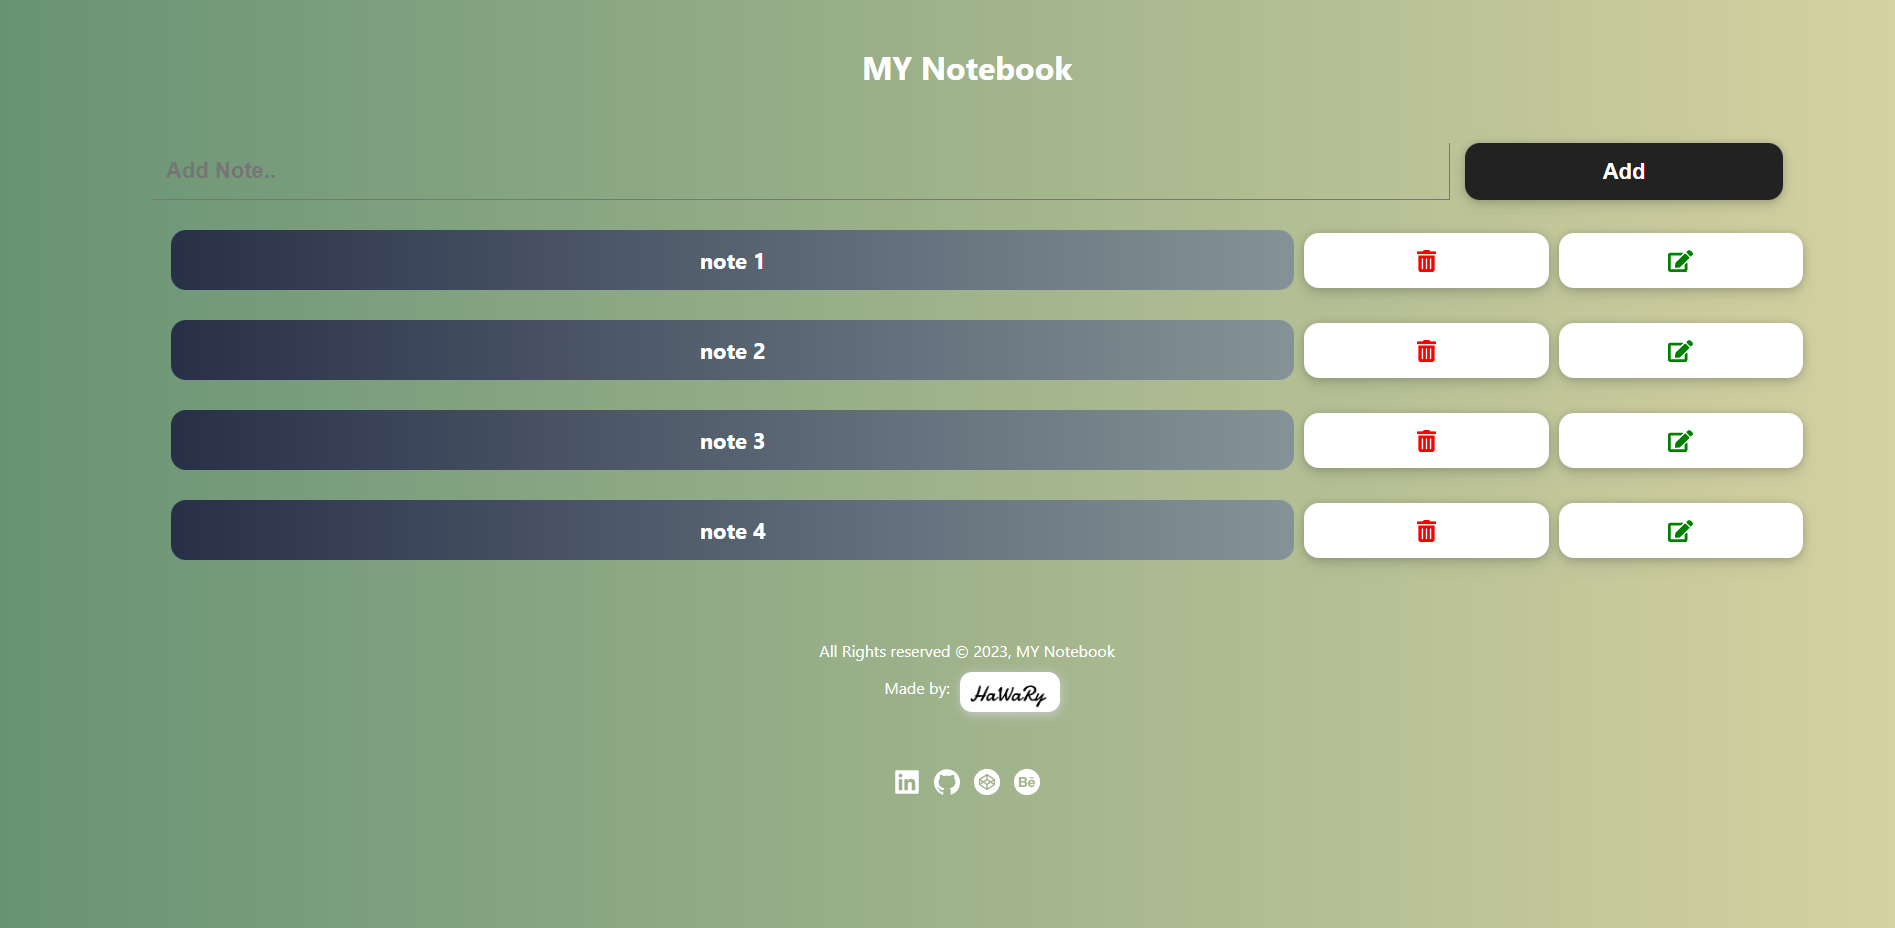 MY Notebook
Add Note..
Add
note 1
note 2
note 3
note 4
All Rights reserved © 2023, MY Notebook
Made by: HaWaRy
in
Bē